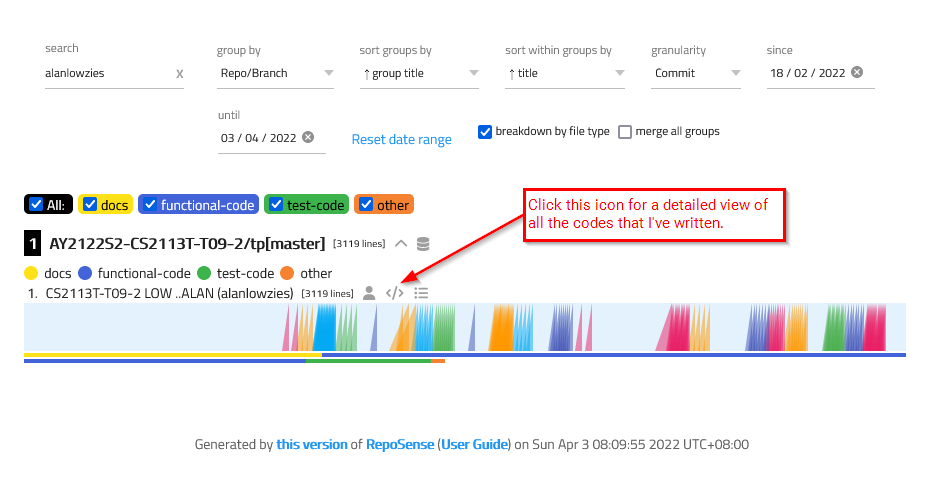 search
alanlowzies x
group by
Repo/Branch
sort groups by
↑ group title
sort within groups by
↑ title
granularity
Commit
since
18 / 02 / 2022
until
03 / 04 / 2022
Reset date range
breakdown by file type
merge all groups
All:
docs
functional-code
test-code
other
Click this icon for a detailed view of
all the codes that I've written.
1 AY2122S2-CS2113T-T09-2/tp[master] [3119 lines]
docs functional-code test-code other
1. CS2113T-T09-2 LOW ..ALAN (alanlowzies) [3119 lines] </>
Generated by this version of RepoSense (User Guide) on Sun Apr 3 08:09:55 2022 UTC+08:00